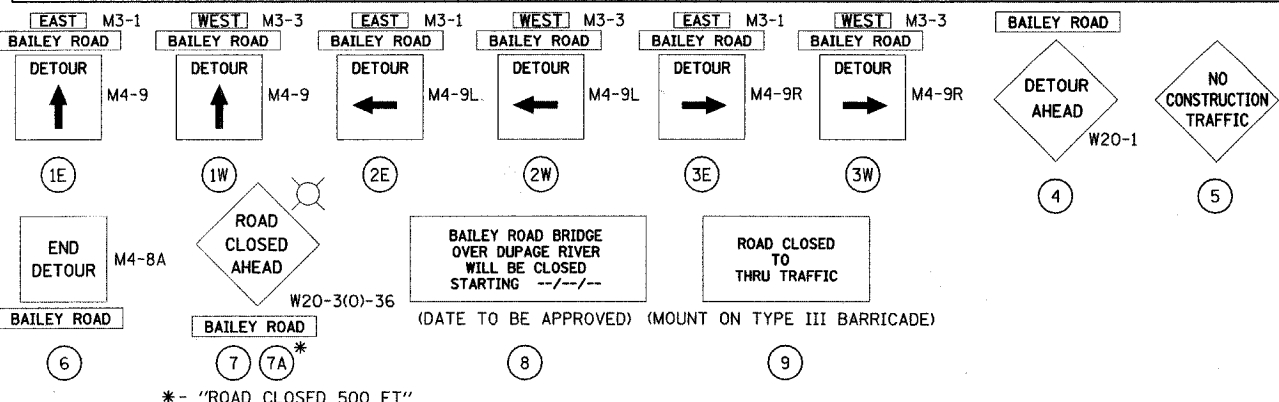 EAST M3-1
BAILEY ROAD
DETOUR
M4-9
1E
WEST M3-3
BAILEY ROAD
DETOUR
M4-9
1W
EAST M3-1
BAILEY ROAD
DETOUR
M4-9L
2E
WEST M3-3
BAILEY ROAD
DETOUR
M4-9L
2W
EAST M3-1
BAILEY ROAD
DETOUR
M4-9R
3E
WEST M3-3
BAILEY ROAD
DETOUR
M4-9R
3W
BAILEY ROAD
DETOUR
AHEAD
W20-1
4
NO
CONSTRUCTION
TRAFFIC
5
END
DETOUR
M4-8A
BAILEY ROAD
6
ROAD
CLOSED
AHEAD
W20-3(O)-36
BAILEY ROAD
7 7A *
*- "ROAD CLOSED 500 FT"
BAILEY ROAD BRIDGE
OVER DUPAGE RIVER
WILL BE CLOSED
STARTING --/--/--
(DATE TO BE APPROVED)
8
ROAD CLOSED
TO
THRU TRAFFIC
(MOUNT ON TYPE III BARRICADE)
9